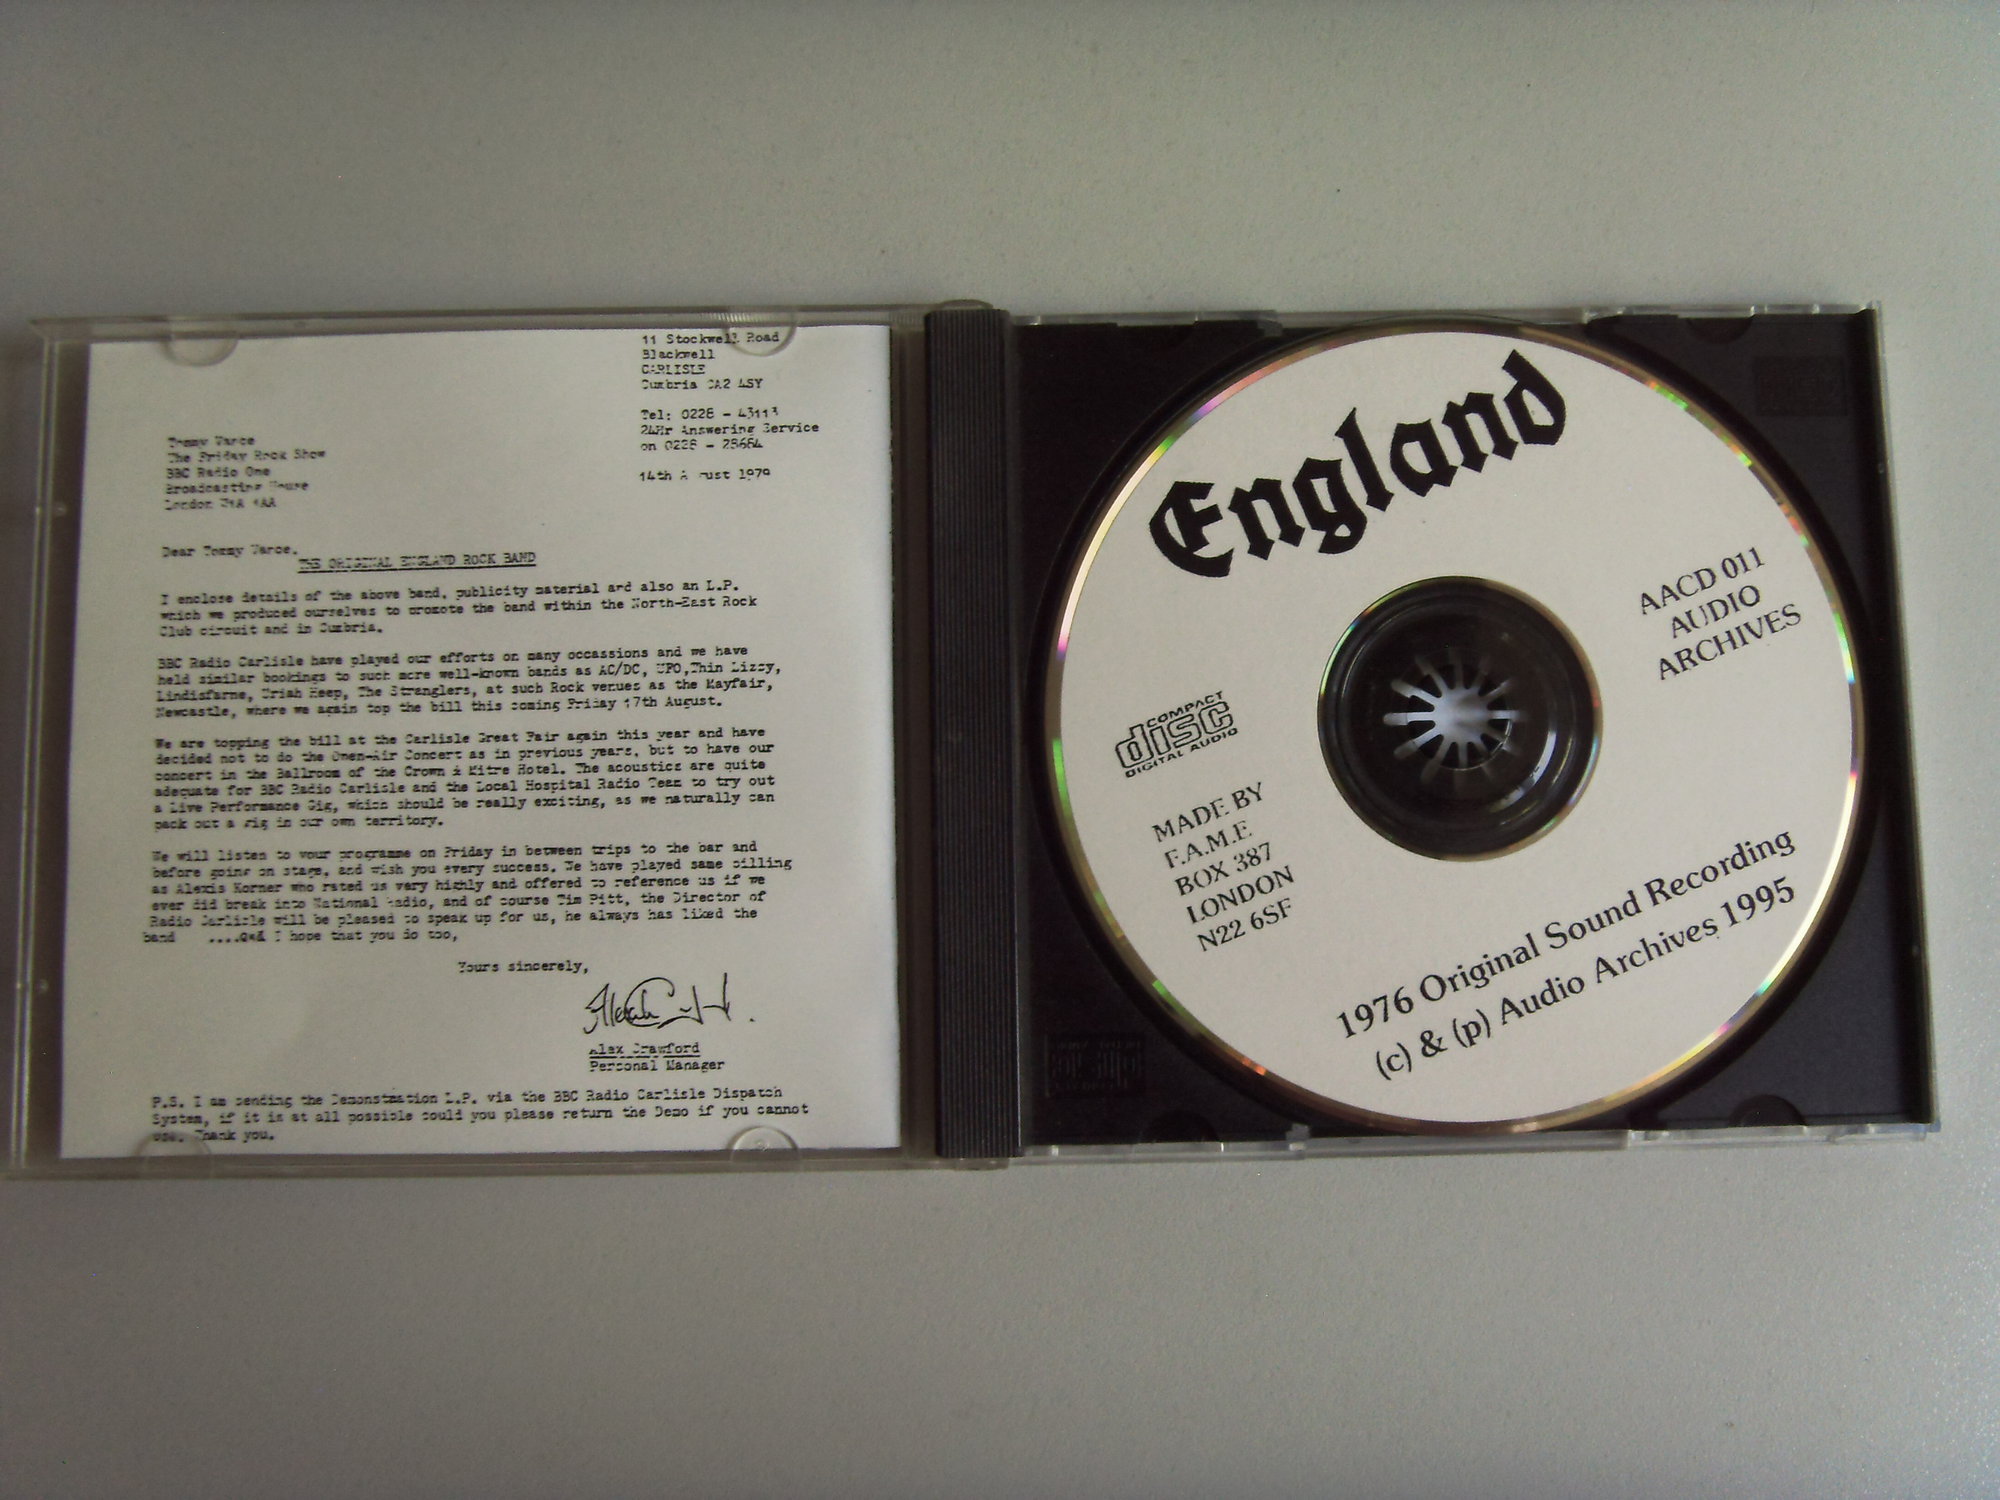 11 Stockwell Road
Blackwell
CARLISLE
Cumbria CA2 4SY
Tel: 0228 - 43113
24Hr Answering Service
on 0228 - 28664
14th August 1979
Tommy Vance
The Friday Rock Show
BBC Radio One
Broadcasting House
London W1A 1AA
Dear Tommy Vance.
THE ORIGINAL ENGLAND ROCK BAND
I enclose details of the above band, publicity material and also an L.P.
which we produced ourselves to promote the band within the North-East Rock
Club circuit and in Cumbria.
BBC Radio Carlisle have played our efforts on many occassions and we have
held similar bookings to such more well-known bands as AC/DC, UFO,Thin Lizzy,
Lindisfarne, Uriah Heep, The Stranglers, at such Rock venues as the Mayfair,
Newcastle, where we again top the bill this coming Friday 17th August.
We are topping the bill at the Carlisle Great Fair again this year and have
decided not to do the Open-Air Concert as in previous years, but to have our
concert in the Ballroom of the Crown & Mitre Hotel. The acoustics are quite
adequate for BBC Radio Carlisle and the Local Hospital Radio Team to try out
a Live Performance Gig, which should be really exciting, as we naturally can
pack out a gig in our own territory.
We will listen to your programme on Friday in between trips to the bar and
before going on stage, and wish you every success. We have played same billing
as Alexis Korner who rated us very highly and offered to reference us if we
ever did break into National Radio, and of course Tim Pitt, the Director of
Radio Carlisle will be pleased to speak up for us, he always has liked the
band .... I hope that you do too,
Yours sincerely,
Alex Crawford
Personal Manager
P.S. I am sending the Demonstration L.P. via the BBC Radio Carlisle Dispatch
System, if it is at all possible could you please return the Demo if you cannot
use. Thank you.
England
AACD 011
AUDIO
ARCHIVES
COMPACT
disc
DIGITAL AUDIO
MADE BY
F.A.M.E
BOX 387
LONDON
N22 6SF
1976 Original Sound Recording
(c) & (p) Audio Archives 1995